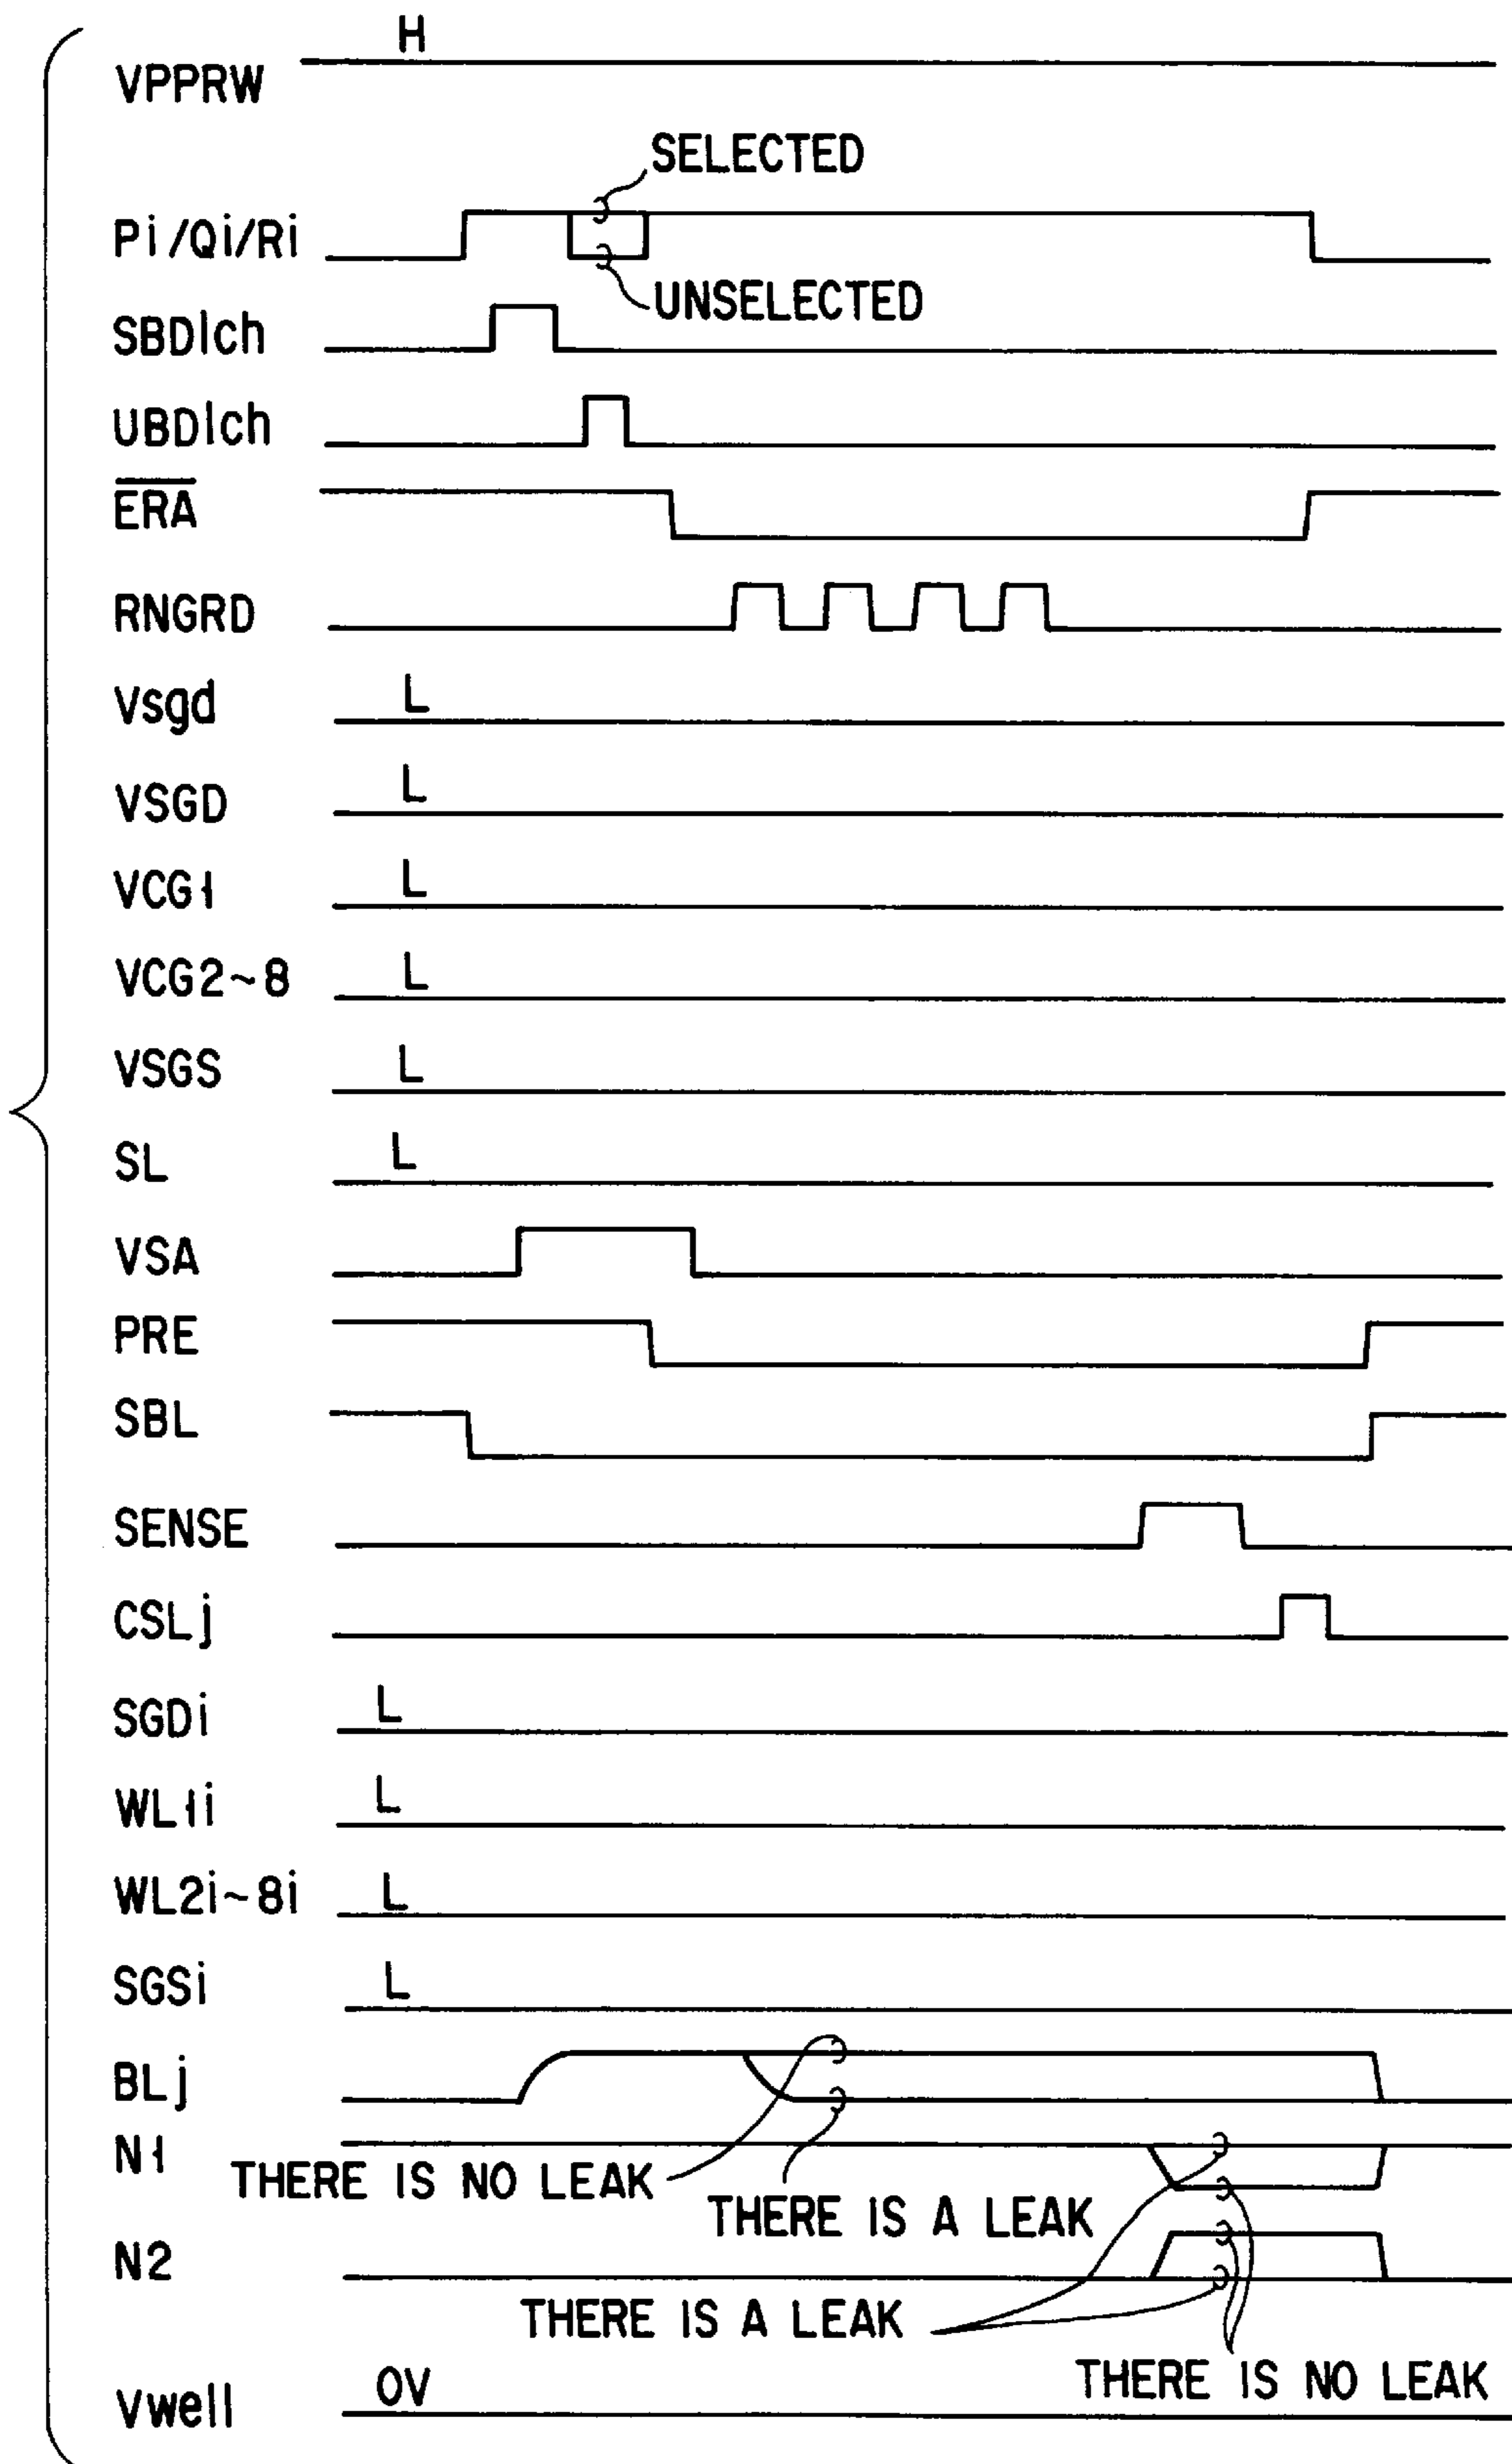 H
VPPRW
SELECTED
Pi/Qi/Ri
UNSELECTED
SBDlch
UBDlch
ERA
RNGRD
Vsgd L
VSGD L
VCG1 L
VCG2~8 L
VSGS L
SL L
VSA
PRE
SBL
SENSE
CSLj
SGDi L
WL1i L
WL2i~8i L
SGSi L
BLj
N1
THERE IS NO LEAK
THERE IS A LEAK
N2
THERE IS A LEAK
THERE IS NO LEAK
Vwell 0V